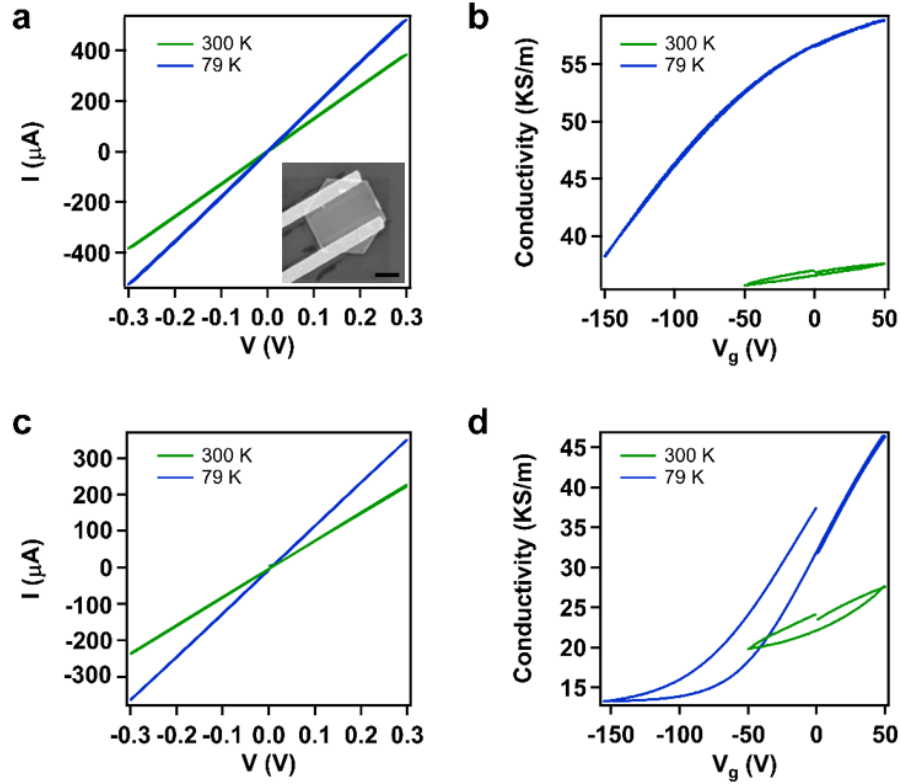 a
300 K
79 K
I (μA)
400
200
0
-200
-400
-0.3 -0.2 -0.1 0.0 0.1 0.2 0.3
V (V)
b
300 K
79 K
Conductivity (KS/m)
55
50
45
40
-150 -100 -50 0 50
Vg (V)
c
300 K
79 K
I (μA)
300
200
100
0
-100
-200
-300
-0.3 -0.2 -0.1 0.0 0.1 0.2 0.3
V (V)
d
300 K
79 K
Conductivity (KS/m)
45
40
35
30
25
20
15
-150 -100 -50 0 50
Vg (V)